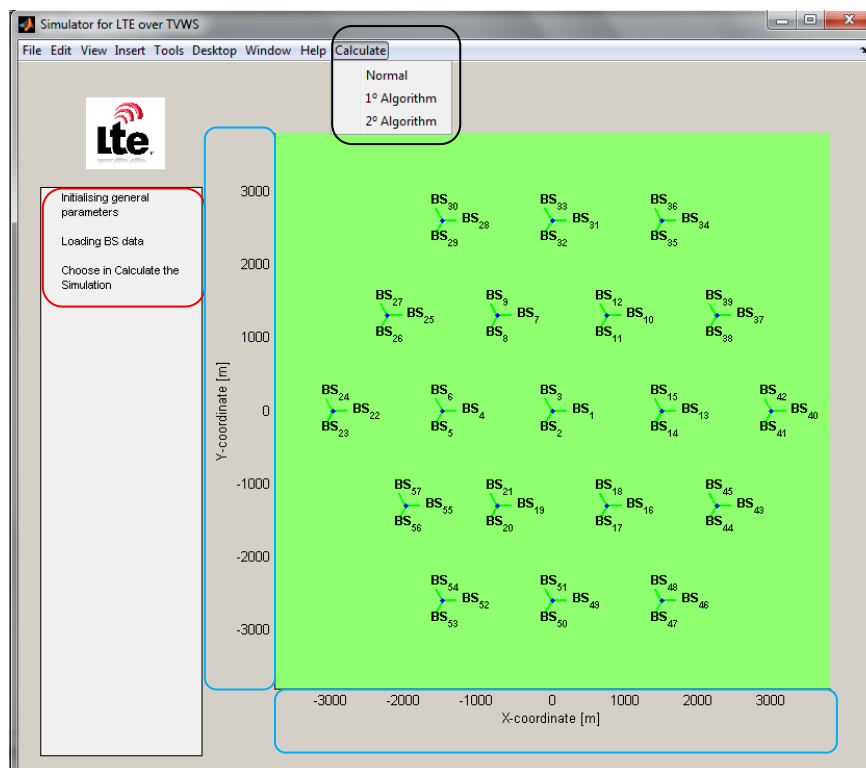 Simulator for LTE over TVWS
File Edit View Insert Tools Desktop Window Help Calculate
Normal
1º Algorithm
2º Algorithm
Lte
Initialising general
parameters
Loading BS data
Choose in Calculate the
Simulation
Y-coordinate [m]
3000
2000
1000
0
-1000
-2000
-3000
BS30 BS33 BS36
BS28 BS31 BS34
BS29 BS32 BS35
BS27 BS9 BS12 BS39
BS25 BS7 BS10 BS37
BS26 BS8 BS11 BS38
BS24 BS6 BS3 BS15 BS42
BS22 BS4 BS1 BS13 BS40
BS23 BS5 BS2 BS14 BS41
BS57 BS21 BS18 BS45
BS55 BS19 BS16 BS43
BS56 BS20 BS17 BS44
BS54 BS51 BS48
BS52 BS49 BS46
BS53 BS50 BS47
-3000 -2000 -1000 0 1000 2000 3000
X-coordinate [m]